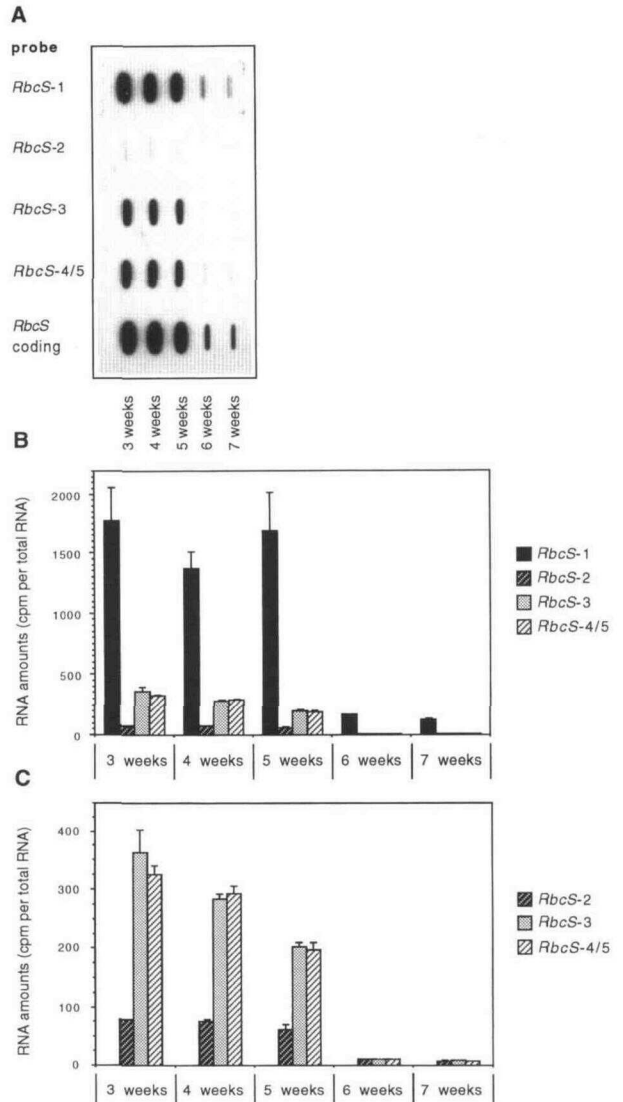 A
probe
RbcS-1
RbcS-2
RbcS-3
RbcS-4/5
RbcS
coding
3 weeks
4 weeks
5 weeks
6 weeks
7 weeks
B
RNA amounts (cpm per total RNA)
2000
1500
1000
500
0
3 weeks 4 weeks 5 weeks 6 weeks 7 weeks
RbcS-1
RbcS-2
RbcS-3
RbcS-4/5
C
RNA amounts (cpm per total RNA)
400
300
200
100
0
3 weeks 4 weeks 5 weeks 6 weeks 7 weeks
RbcS-2
RbcS-3
RbcS-4/5